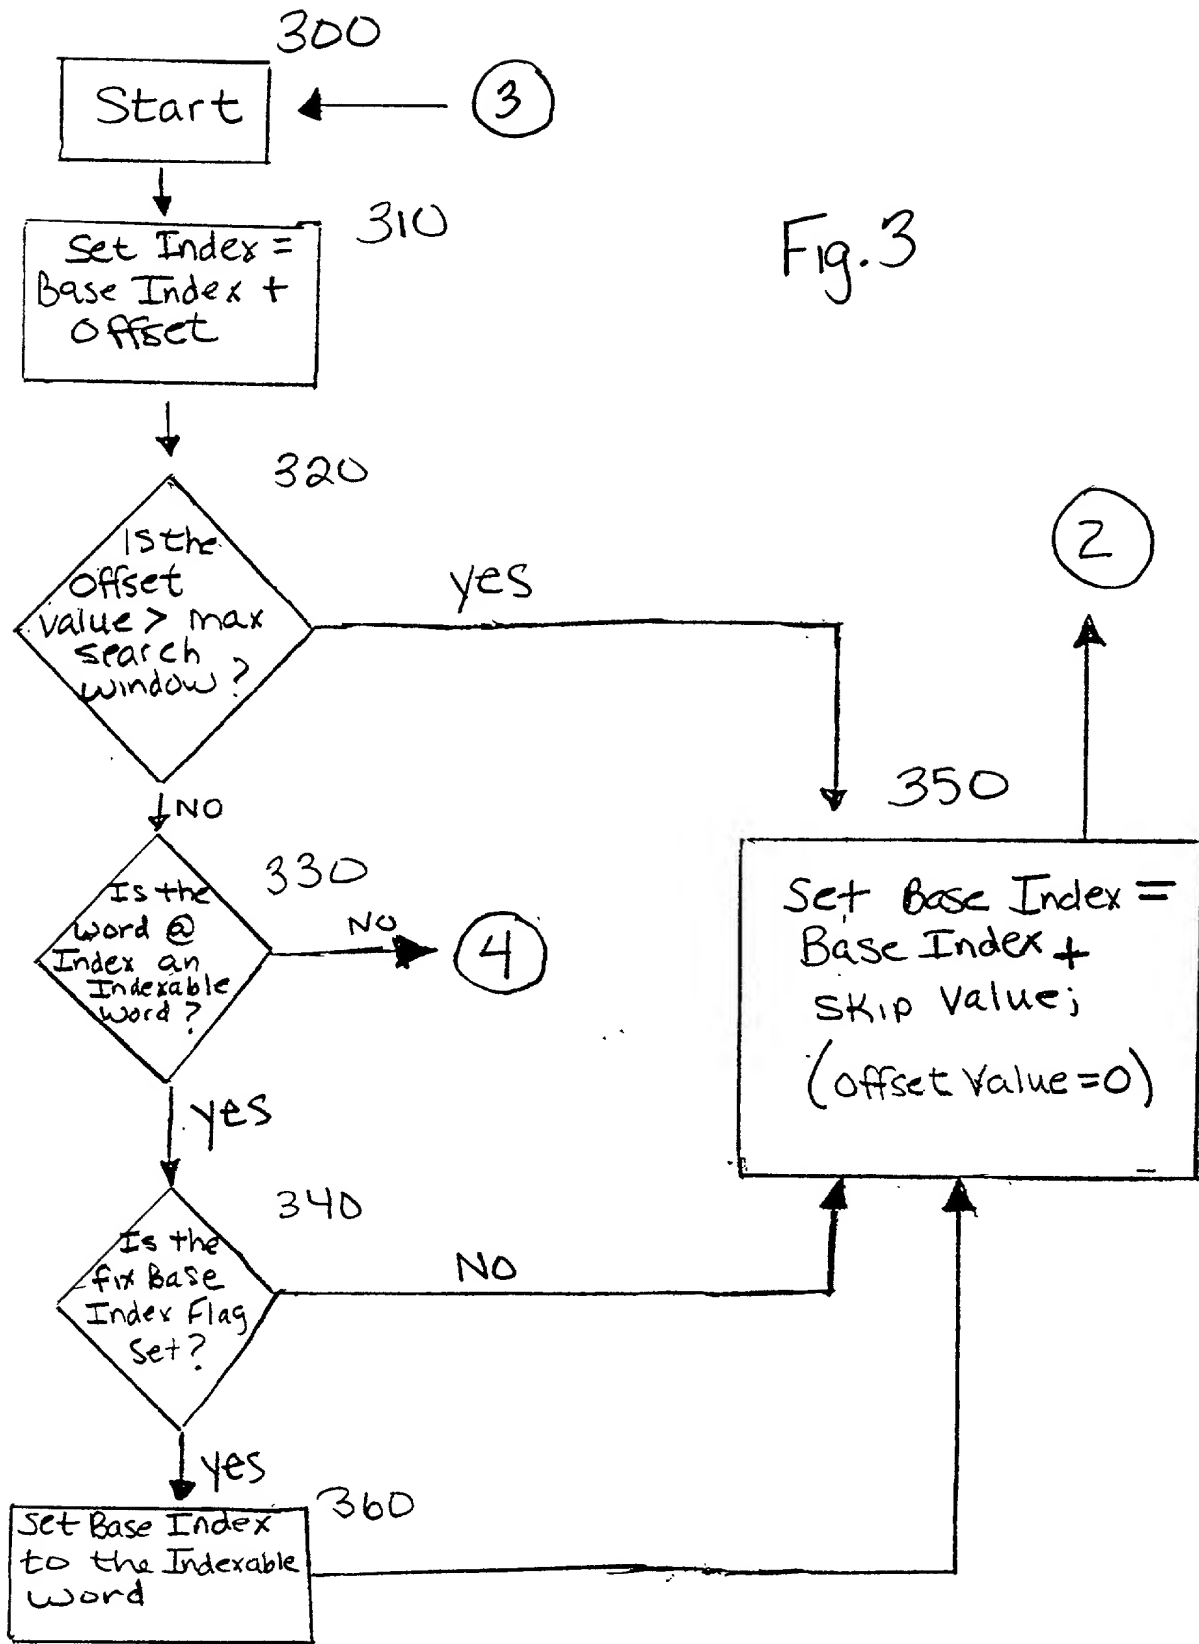 300
Start
3
310
Set Index =
Base Index +
Offset
Fig. 3
320
Is the
Offset
value > max
search
window?
yes
2
NO
350
330
Is the
word @
Index an
Indexable
word?
NO
4
Set Base Index =
Base Index +
Skip Value;
(Offset Value=0)
yes
340
Is the
fix Base
Index Flag
Set?
NO
yes
360
Set Base Index
to the Indexable
word